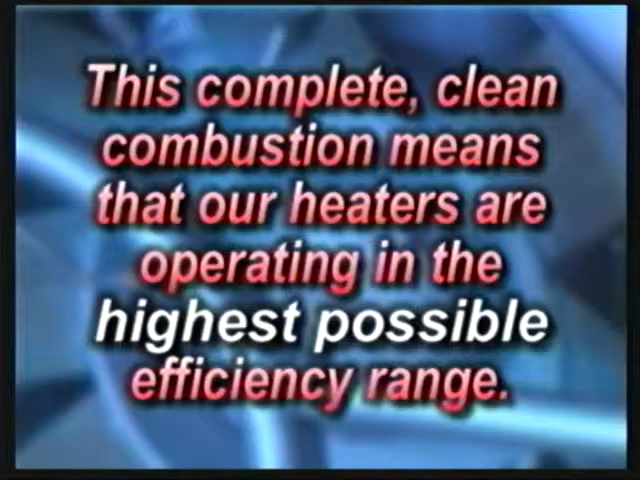 This complete, clean
combustion means
that our heaters are
operating in the
highest possible
efficiency range.